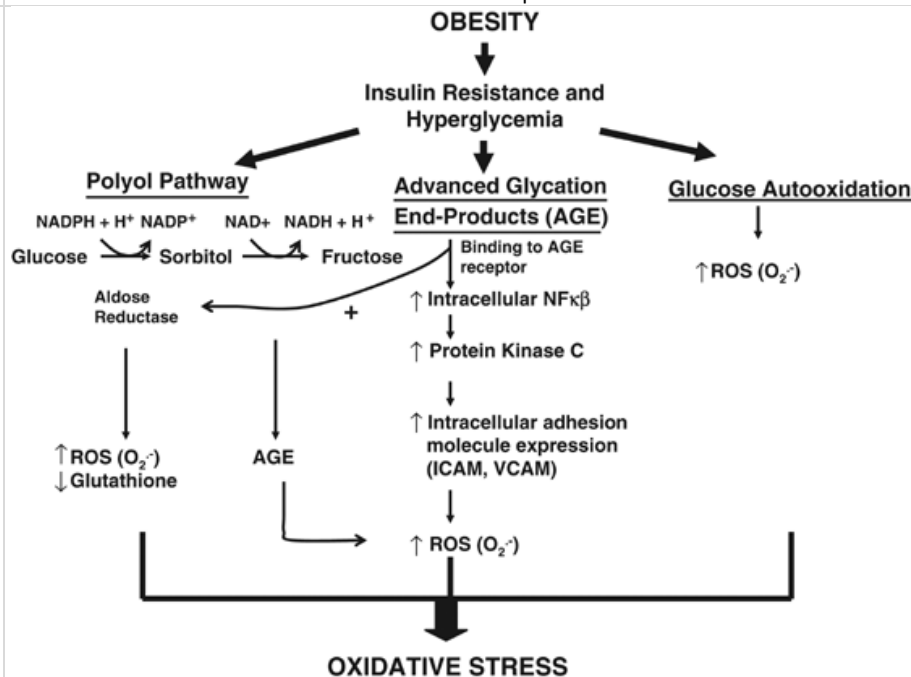 OBESITY
Insulin Resistance and
Hyperglycemia
Polyol Pathway
NADPH + H⁺ NADP⁺ NAD+ NADH + H⁺
Glucose Sorbitol Fructose
Aldose
Reductase
↑ROS (O₂·⁻)
↓Glutathione
AGE
Advanced Glycation
End-Products (AGE)
Binding to AGE
receptor
+
↑Intracellular NFκβ
↑ Protein Kinase C
↑Intracellular adhesion
molecule expression
(ICAM, VCAM)
↑ ROS (O₂·⁻)
Glucose Autooxidation
↑ROS (O₂·⁻)
OXIDATIVE STRESS